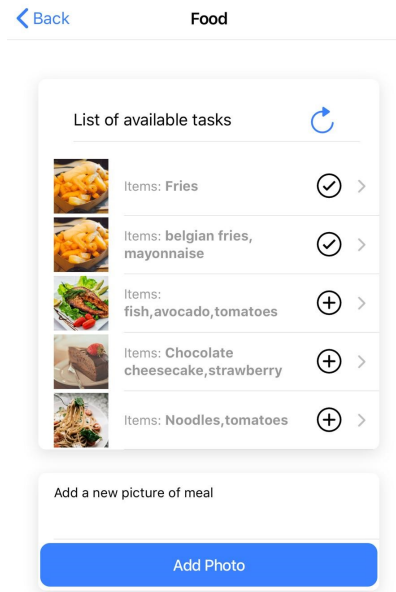 Back
Food
List of available tasks
Items: Fries
Items: belgian fries,
mayonnaise
Items:
fish,avocado,tomatoes
Items: Chocolate
cheesecake,strawberry
Items: Noodles,tomatoes
Add a new picture of meal
Add Photo